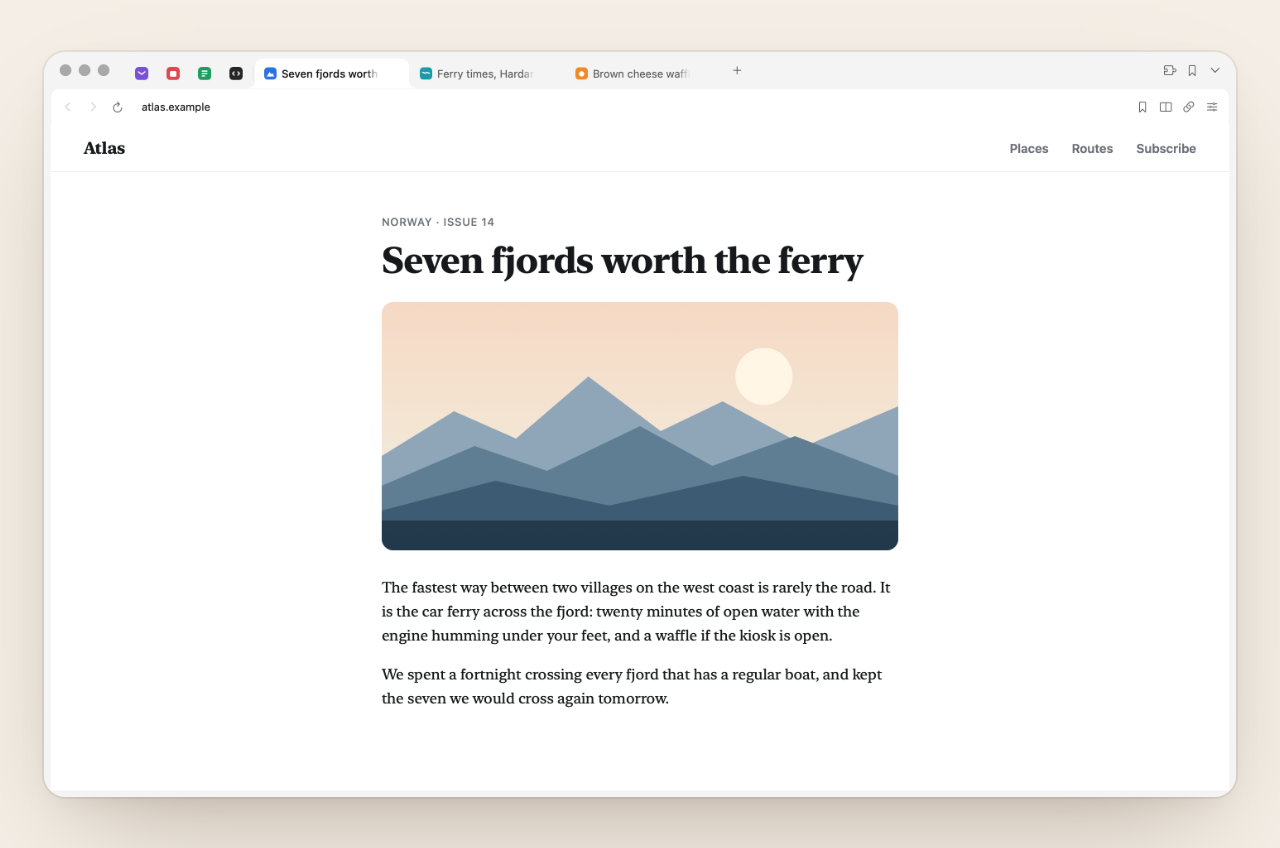 Seven fjords worth
Ferry times, Hardar
Brown cheese waffl
atlas.example
Atlas
Places Routes Subscribe
NORWAY · ISSUE 14
Seven fjords worth the ferry
The fastest way between two villages on the west coast is rarely the road. It
is the car ferry across the fjord: twenty minutes of open water with the
engine humming under your feet, and a waffle if the kiosk is open.
We spent a fortnight crossing every fjord that has a regular boat, and kept
the seven we would cross again tomorrow.